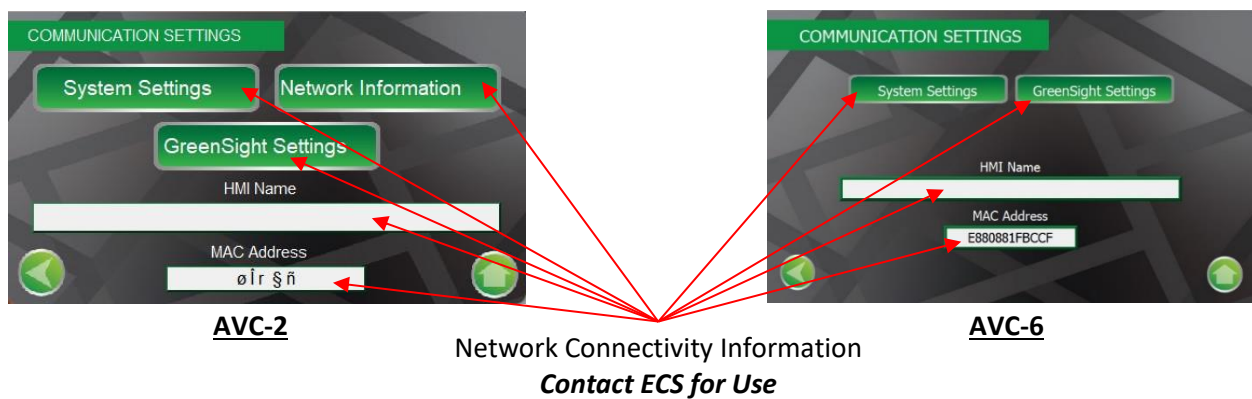 COMMUNICATION SETTINGS
System Settings
Network Information
GreenSight Settings
HMI Name
MAC Address
øÎr §ñ
AVC-2
COMMUNICATION SETTINGS
System Settings
GreenSight Settings
HMI Name
MAC Address
E880881FBCCF
AVC-6
Network Connectivity Information
Contact ECS for Use